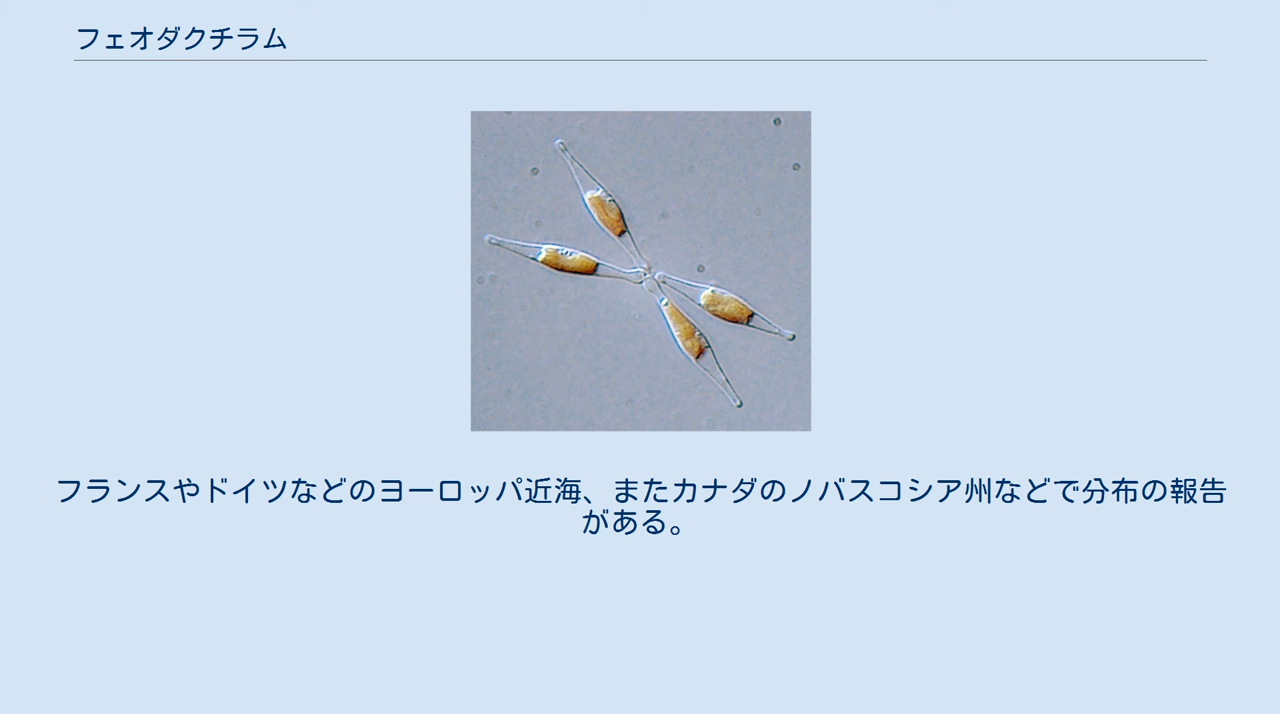 フェオダクチラム
フランスやドイツなどのヨーロッパ近海、またカナダのノバスコシア州などで分布の報告
がある。